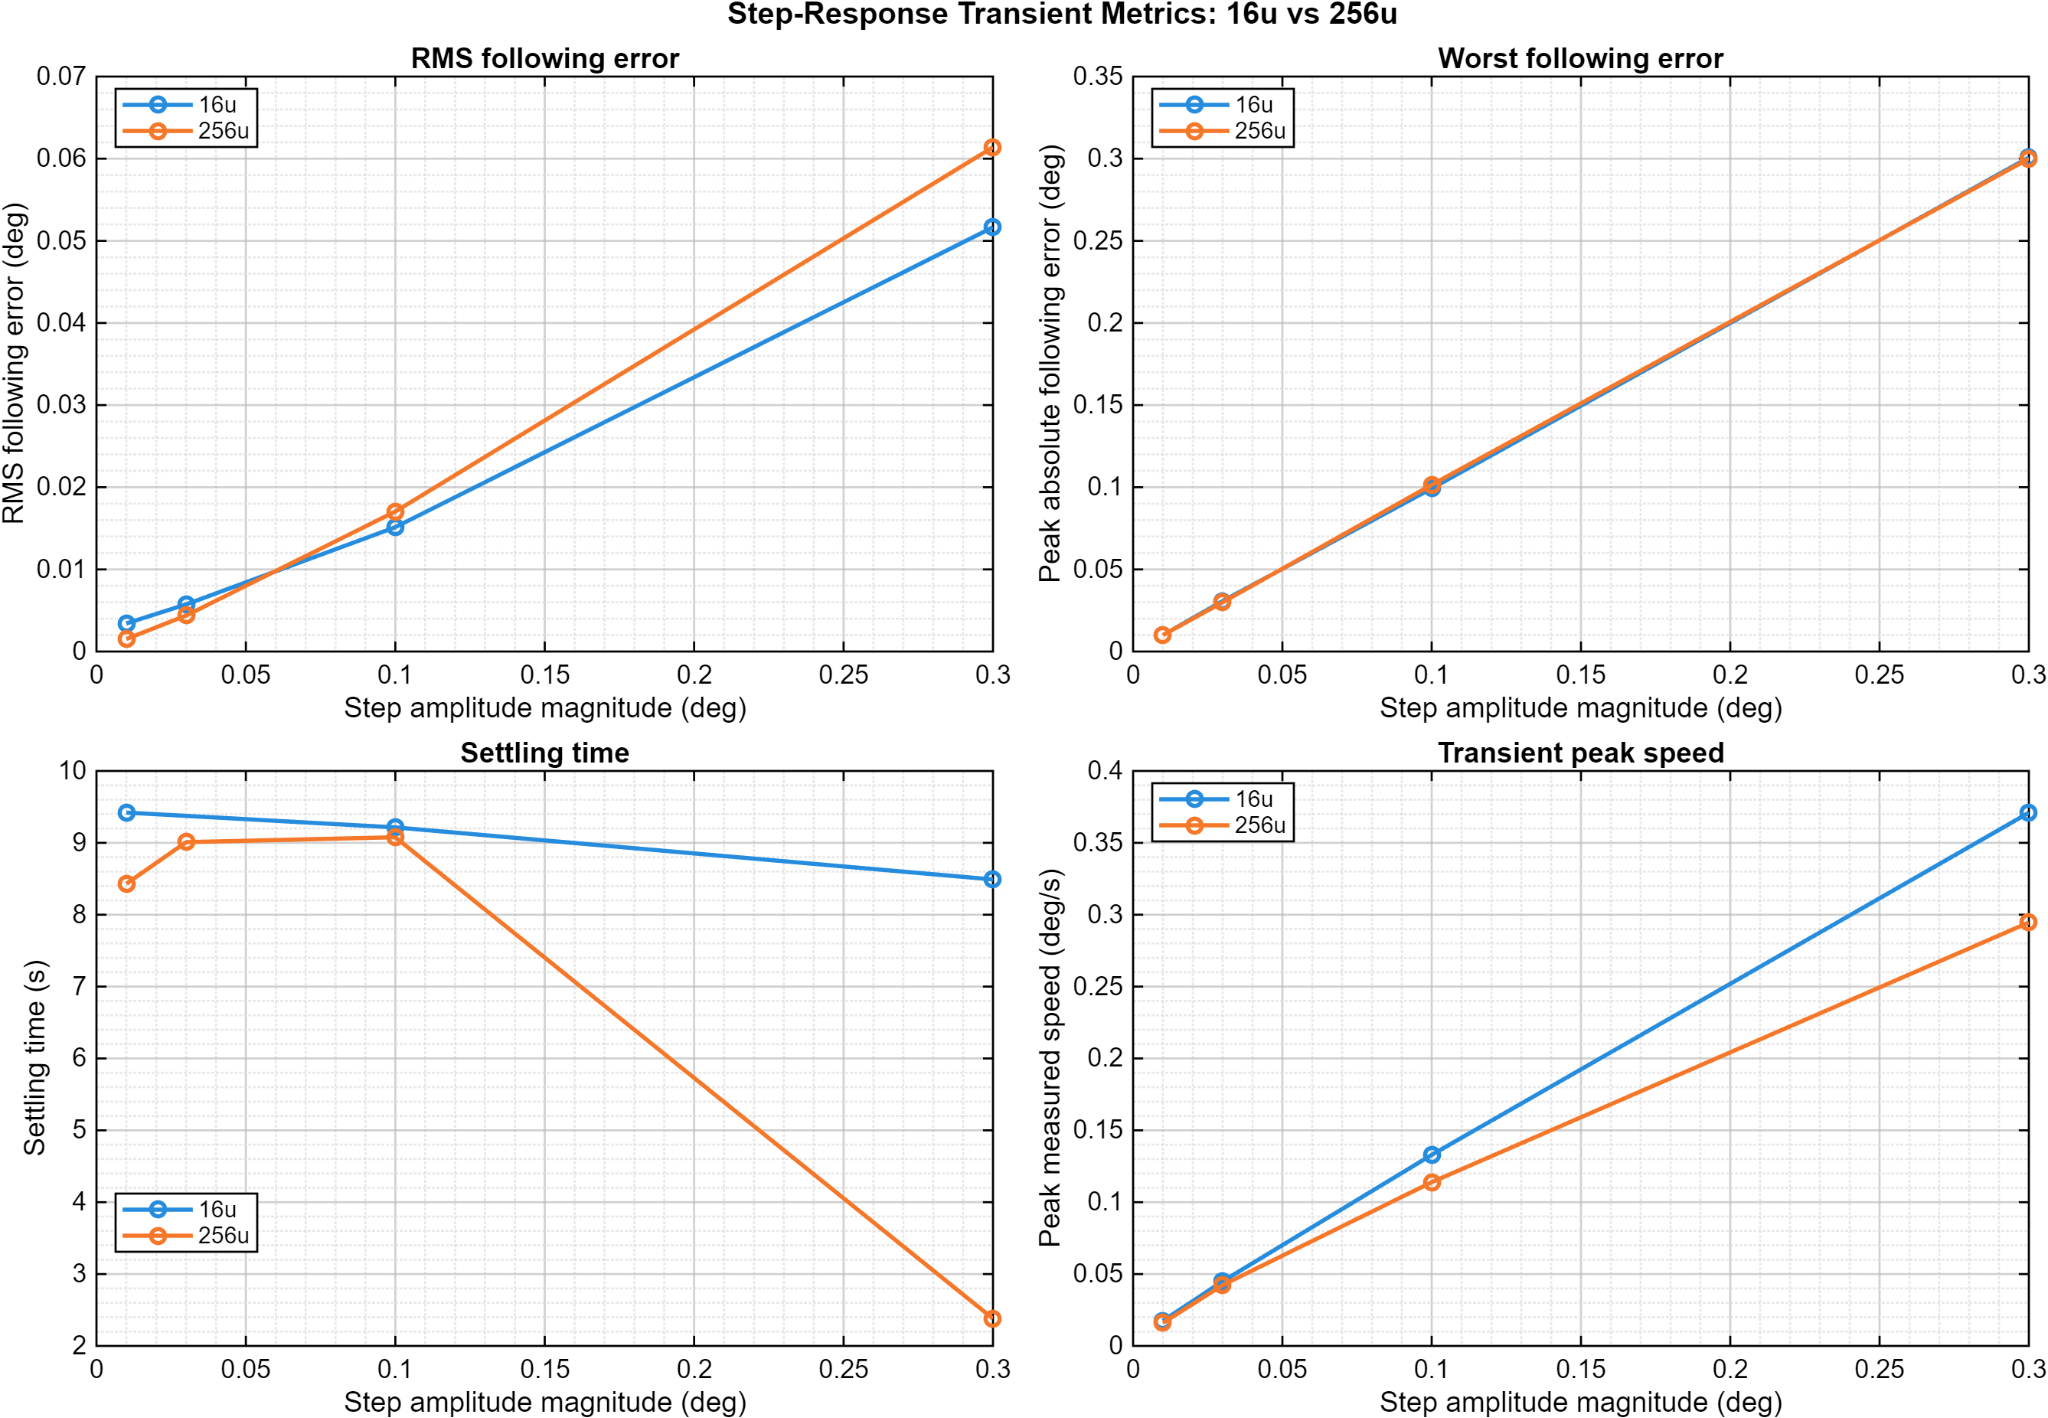 Step-Response Transient Metrics: 16u vs 256u
RMS following error
0.07
0.06
0.05
0.04
0.03
0.02
0.01
0
RMS following error (deg)
16u
256u
0 0.05 0.1 0.15 0.2 0.25 0.3
Step amplitude magnitude (deg)
Worst following error
0.35
0.3
0.25
0.2
0.15
0.1
0.05
0
Peak absolute following error (deg)
16u
256u
0 0.05 0.1 0.15 0.2 0.25 0.3
Step amplitude magnitude (deg)
Settling time
10
9
8
7
6
5
4
3
2
Settling time (s)
16u
256u
0 0.05 0.1 0.15 0.2 0.25 0.3
Step amplitude magnitude (deg)
Transient peak speed
0.4
0.35
0.3
0.25
0.2
0.15
0.1
0.05
0
Peak measured speed (deg/s)
16u
256u
0 0.05 0.1 0.15 0.2 0.25 0.3
Step amplitude magnitude (deg)